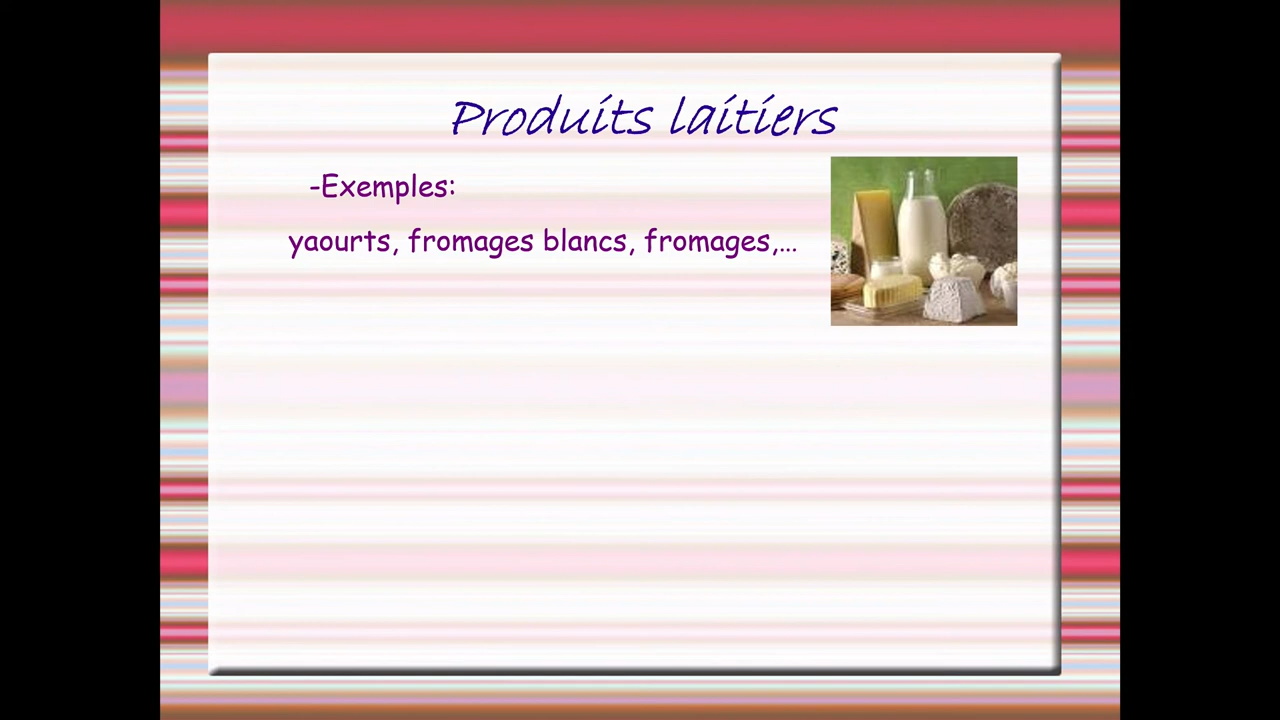 Produits laitiers
-Exemples:
yaourts, fromages blancs, fromages,...